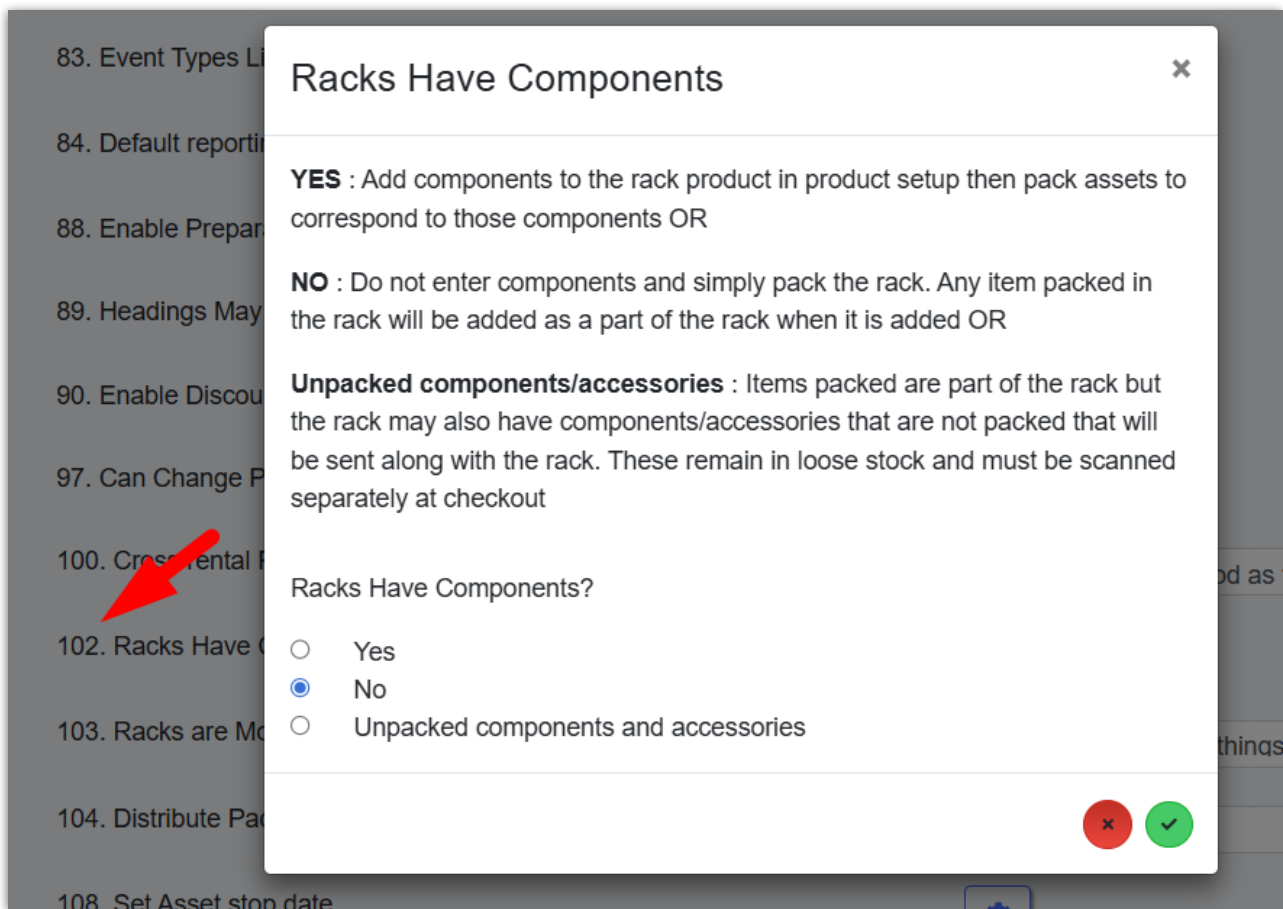 83. Event Types Li
84. Default reporti
88. Enable Prepar
89. Headings May
90. Enable Discou
97. Can Change P
100. Cross rental
102. Racks Have
103. Racks are Mo
104. Distribute Pac
108. Set Asset stop date
Racks Have Components
YES : Add components to the rack product in product setup then pack assets to
correspond to those components OR
NO : Do not enter components and simply pack the rack. Any item packed in
the rack will be added as a part of the rack when it is added OR
Unpacked components/accessories : Items packed are part of the rack but
the rack may also have components/accessories that are not packed that will
be sent along with the rack. These remain in loose stock and must be scanned
separately at checkout
Racks Have Components?
Yes
No
Unpacked components and accessories
od as
things